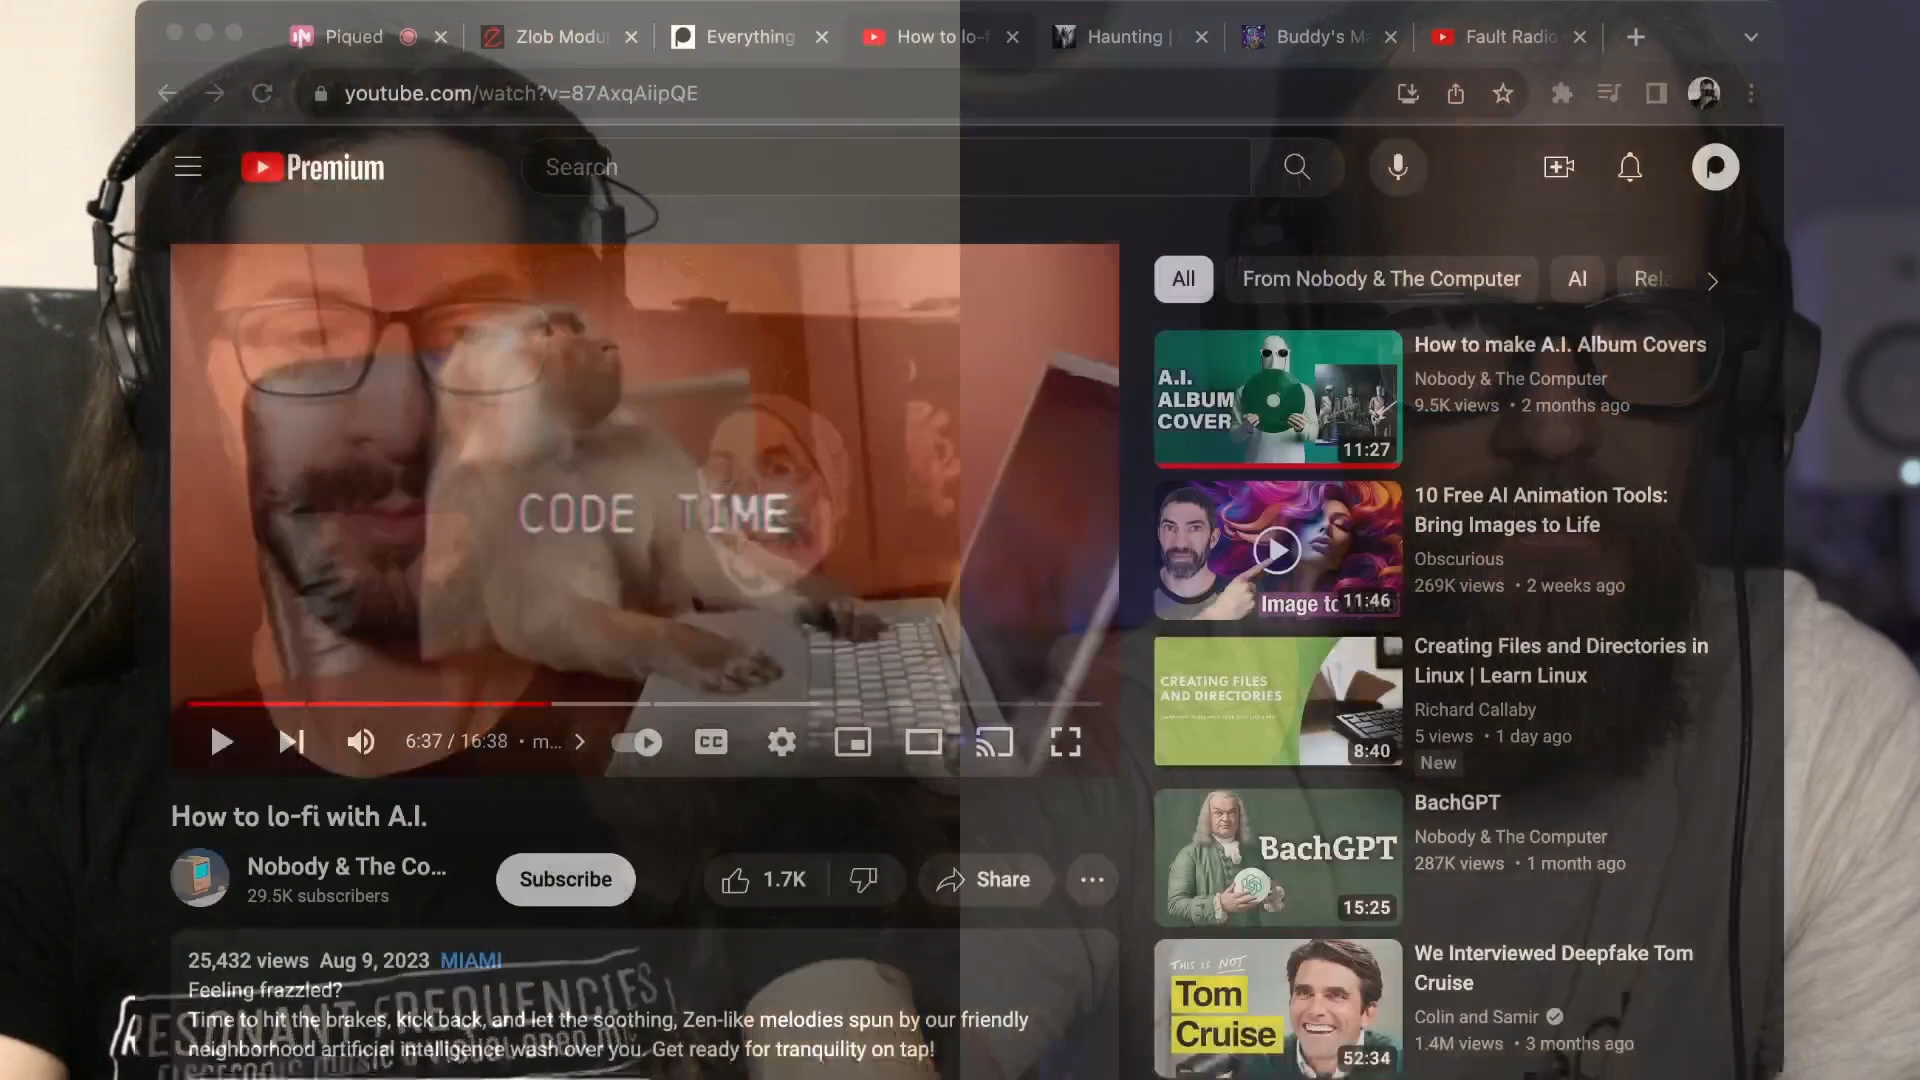 Piqued
Zlob Modul
Everything
How to lo-f
Haunting |
Buddy's M
Fault Radio
youtube.com/watch?v=87AxqAiipQE
Premium
Search
All
From Nobody & The Computer
AI
Rel
CODE TIME
6:37 / 16:38 • m...
CC
How to lo-fi with A.I.
Nobody & The Co...
29.5K subscribers
Subscribe
1.7K
Share
25,432 views Aug 9, 2023 MIAMI
Feeling frazzled?
Time to hit the brakes, kick back, and let the soothing, Zen-like melodies spun by our friendly
neighborhood artificial intelligence wash over you. Get ready for tranquility on tap!
RESONANT FREQUENCIES
A.I.
ALBUM
COVER
11:27
How to make A.I. Album Covers
Nobody & The Computer
9.5K views • 2 months ago
Image to
11:46
10 Free AI Animation Tools:
Bring Images to Life
Obscurious
269K views • 2 weeks ago
CREATING FILES
AND DIRECTORIES
8:40
Creating Files and Directories in
Linux | Learn Linux
Richard Callaby
5 views • 1 day ago
New
BachGPT
15:25
BachGPT
Nobody & The Computer
287K views • 1 month ago
THIS IS NOT
Tom
Cruise
52:34
We Interviewed Deepfake Tom
Cruise
Colin and Samir
1.4M views • 3 months ago